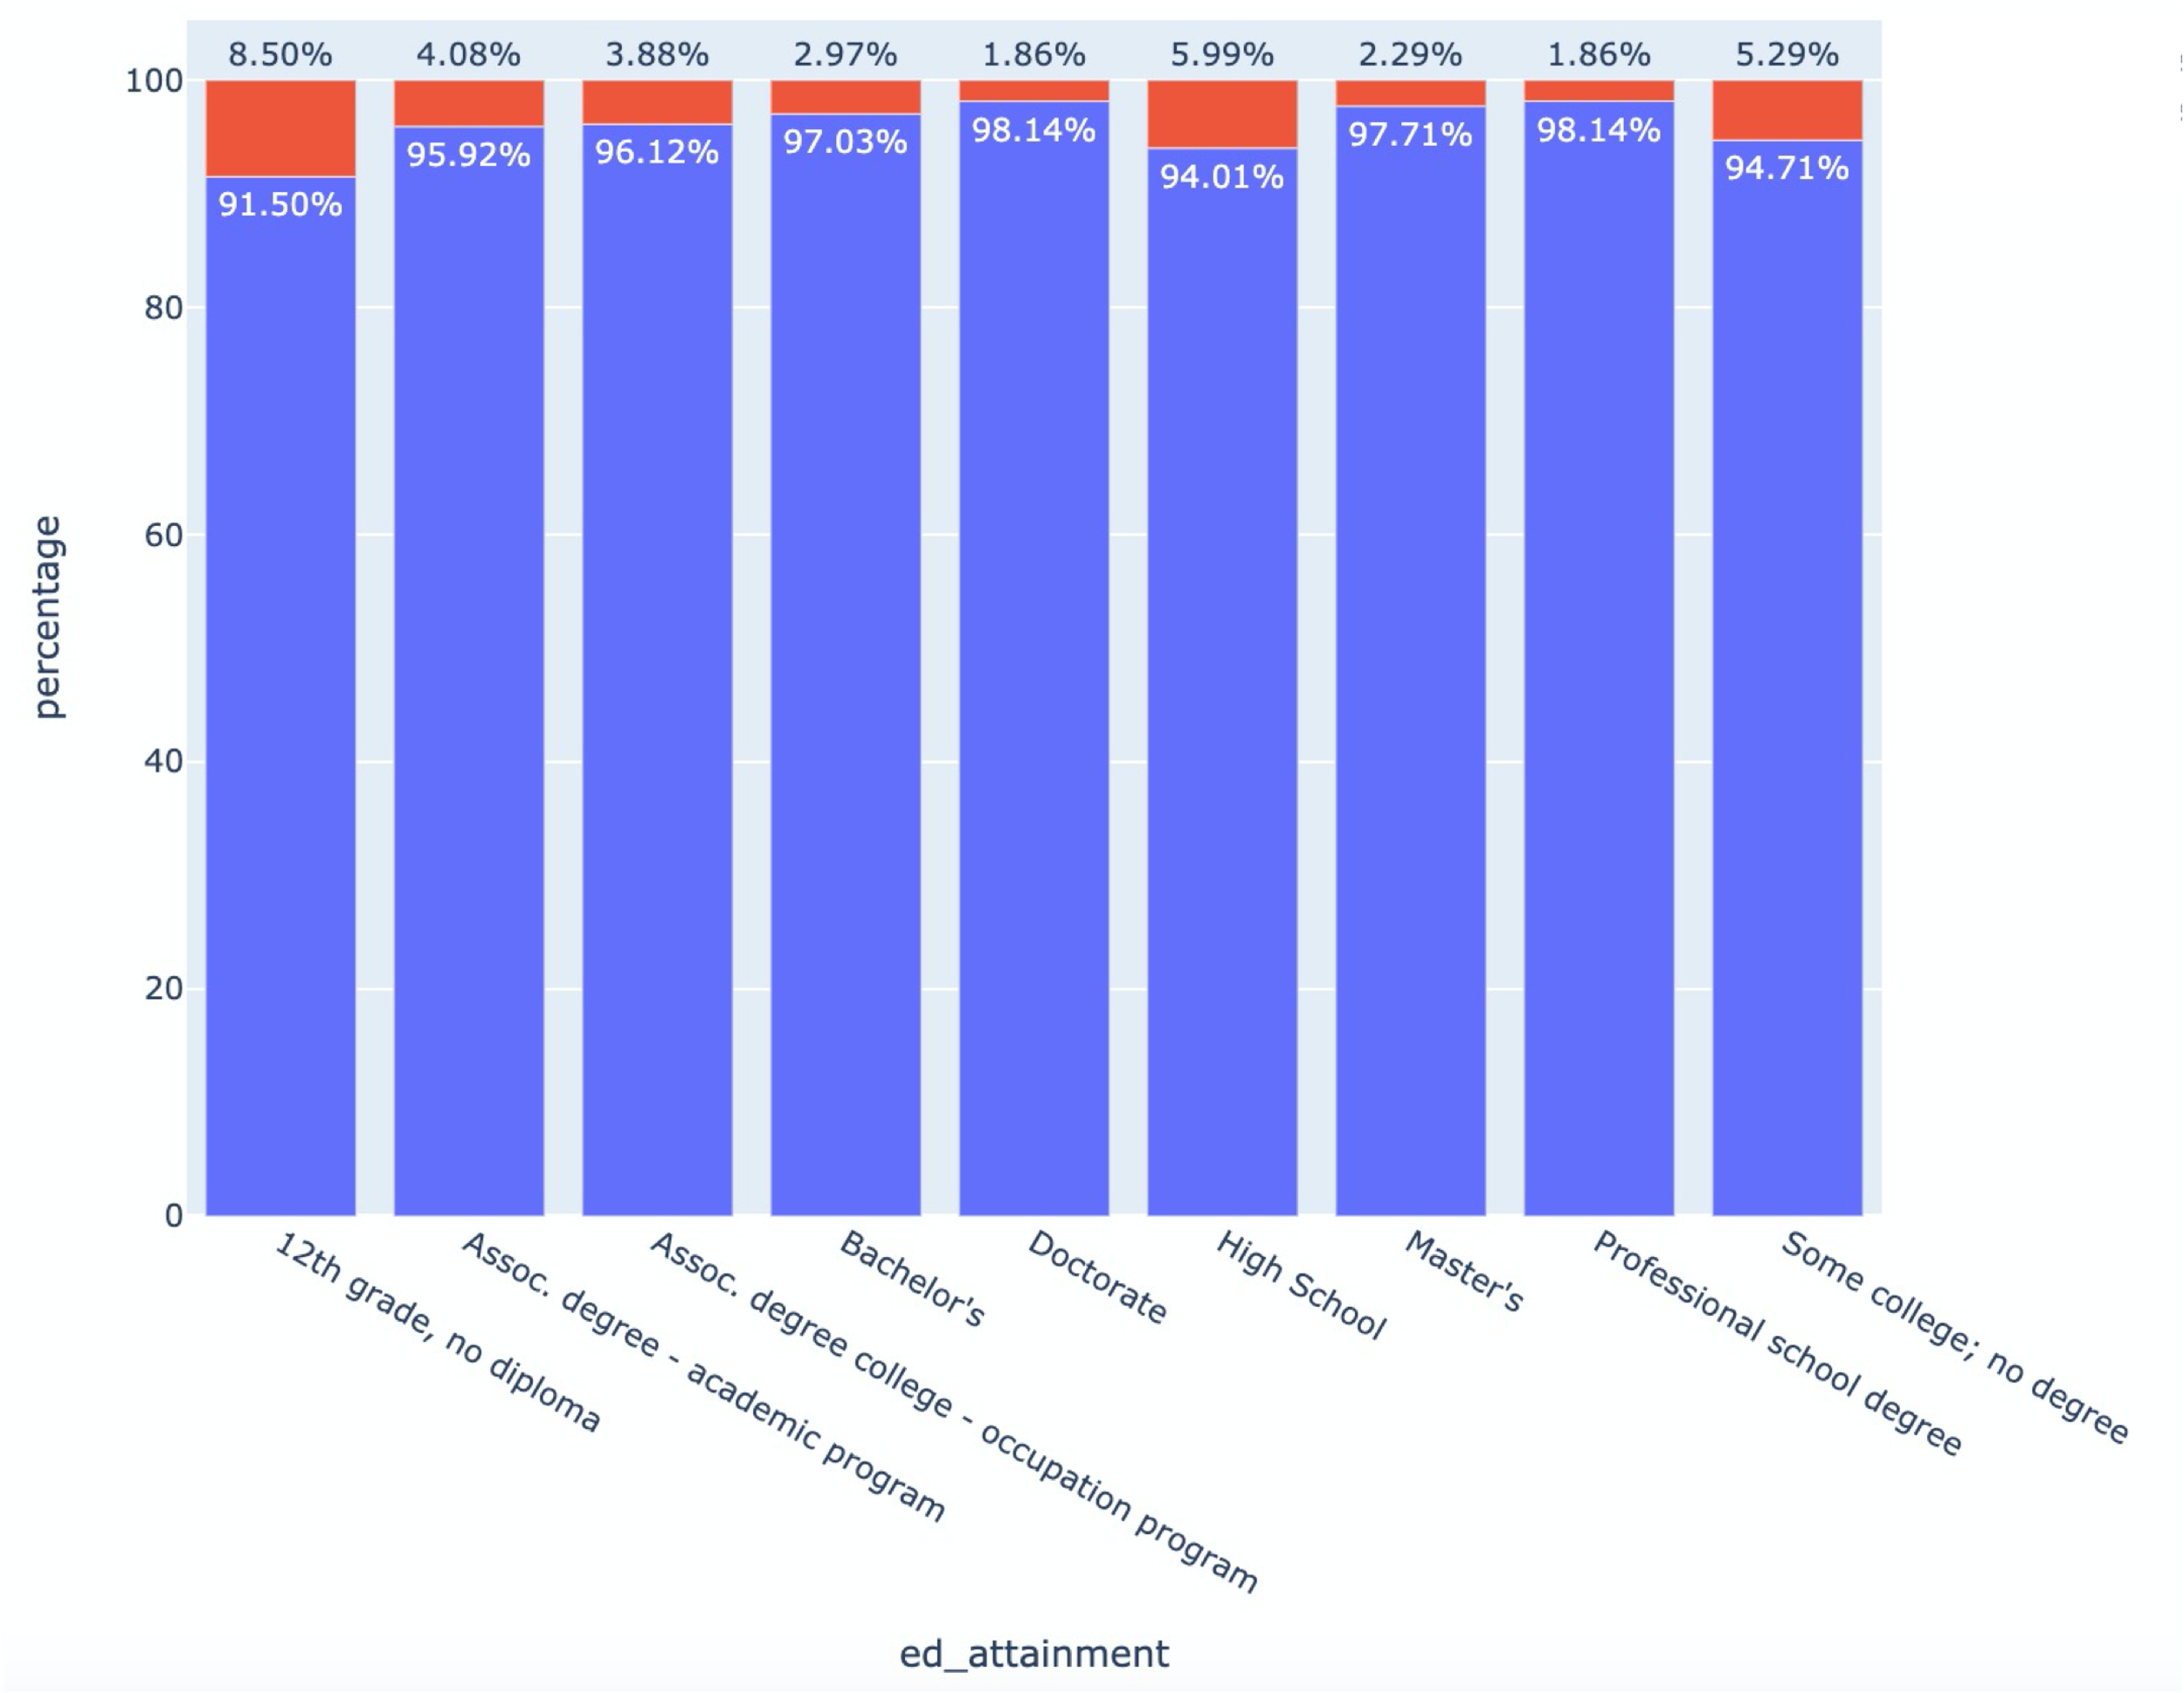 8.50% 4.08% 3.88% 2.97% 1.86% 5.99% 2.29% 1.86% 5.29%
100
91.50% 95.92% 96.12% 97.03% 98.14% 94.01% 97.71% 98.14% 94.71%
80
60
40
20
0
percentage
12th grade, no diploma
Assoc. degree - academic program
Assoc. degree college - occupation program
Bachelor's
Doctorate
High School
Master's
Professional school degree
Some college; no degree
ed_attainment